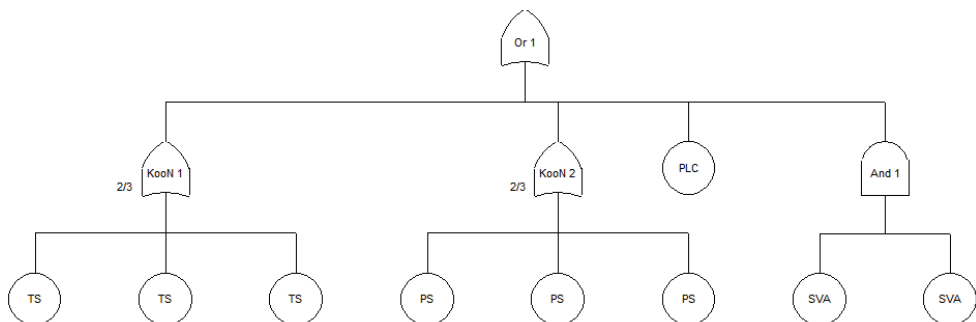 Or 1
KooN 1
2/3
KooN 2
2/3
PLC
And 1
TS
TS
TS
PS
PS
PS
SVA
SVA